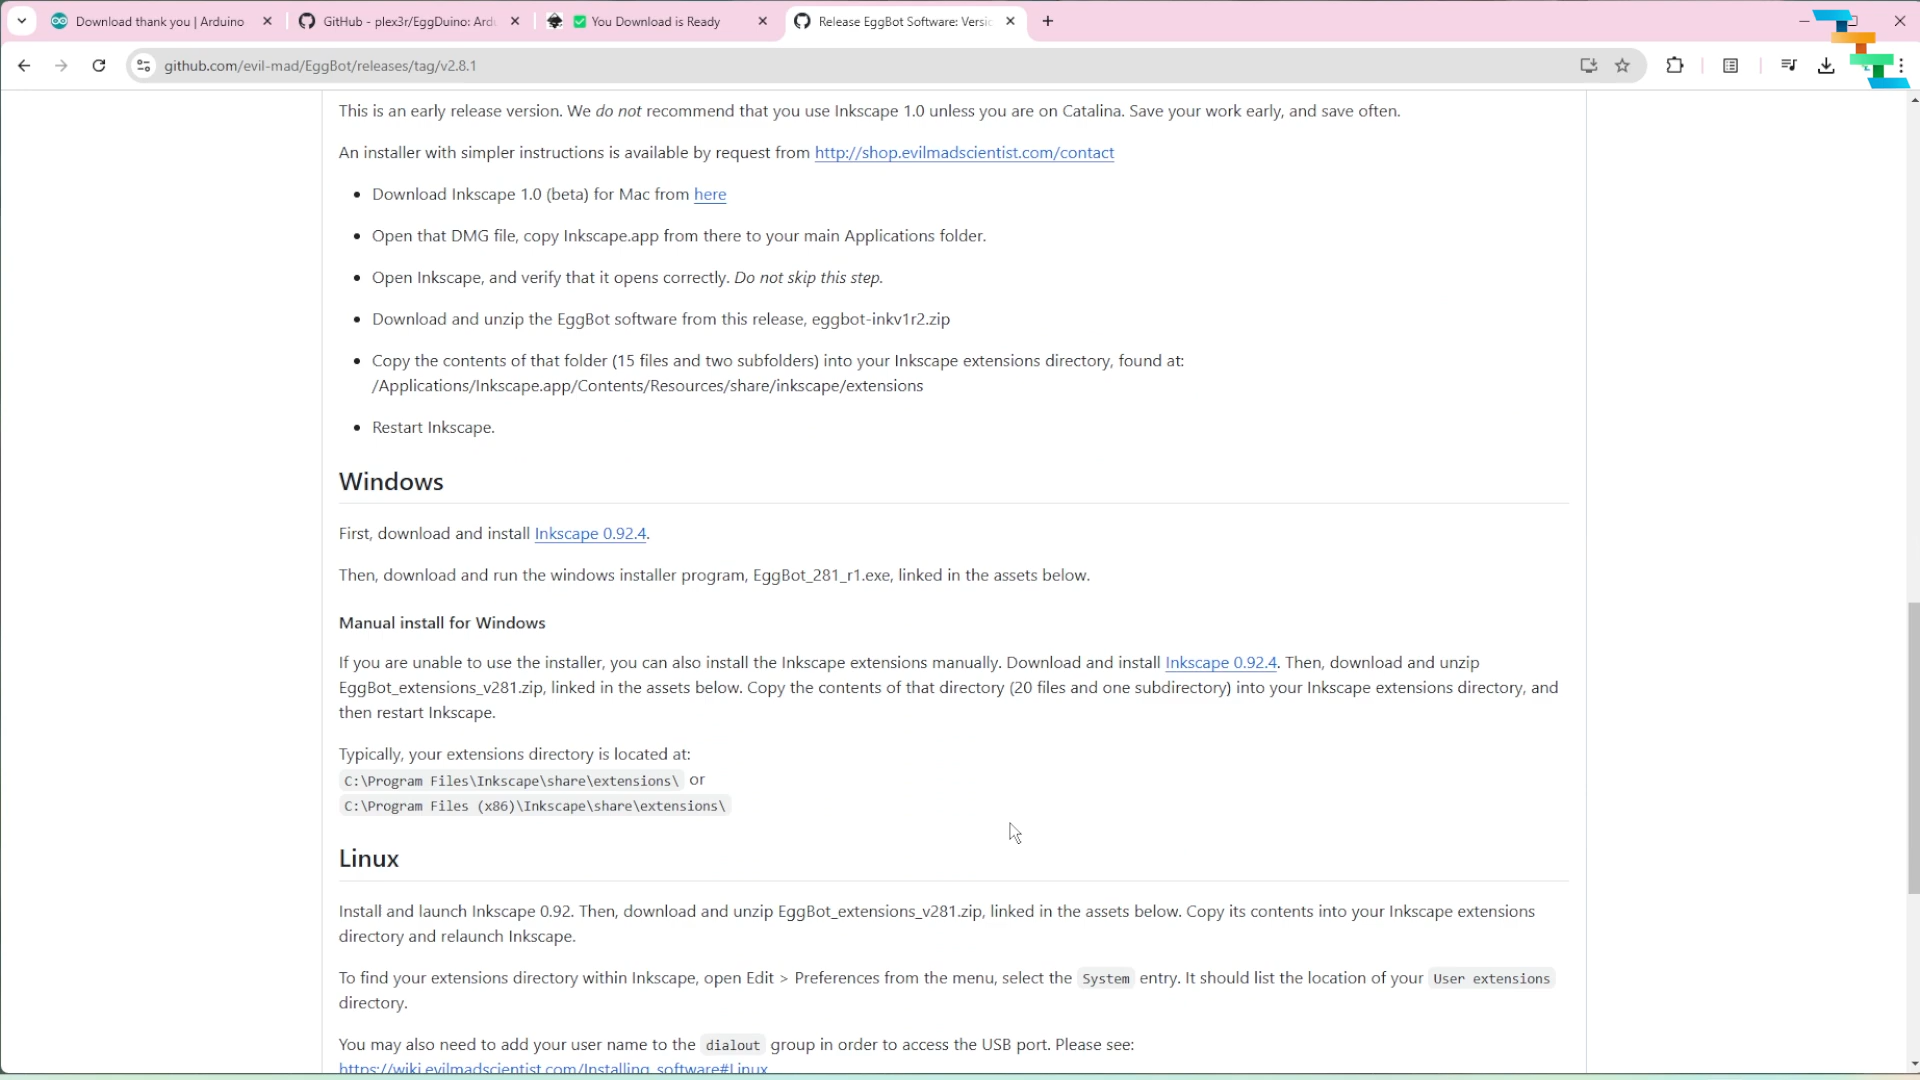 Download thank you | Arduino
GitHub - plex3r/EggDuino: Ardu
You Download is Ready
Release EggBot Software: Versio
github.com/evil-mad/EggBot/releases/tag/v2.8.1
This is an early release version. We do not recommend that you use Inkscape 1.0 unless you are on Catalina. Save your work early, and save often.
An installer with simpler instructions is available by request from http://shop.evilmadscientist.com/contact
• Download Inkscape 1.0 (beta) for Mac from here
• Open that DMG file, copy Inkscape.app from there to your main Applications folder.
• Open Inkscape, and verify that it opens correctly. Do not skip this step.
• Download and unzip the EggBot software from this release, eggbot-inkv1r2.zip
• Copy the contents of that folder (15 files and two subfolders) into your Inkscape extensions directory, found at:
/Applications/Inkscape.app/Contents/Resources/share/inkscape/extensions
• Restart Inkscape.
Windows
First, download and install Inkscape 0.92.4.
Then, download and run the windows installer program, EggBot_281_r1.exe, linked in the assets below.
Manual install for Windows
If you are unable to use the installer, you can also install the Inkscape extensions manually. Download and install Inkscape 0.92.4. Then, download and unzip
EggBot_extensions_v281.zip, linked in the assets below. Copy the contents of that directory (20 files and one subdirectory) into your Inkscape extensions directory, and
then restart Inkscape.
Typically, your extensions directory is located at:
C:\Program Files\Inkscape\share\extensions\ or
C:\Program Files (x86)\Inkscape\share\extensions\
Linux
Install and launch Inkscape 0.92. Then, download and unzip EggBot_extensions_v281.zip, linked in the assets below. Copy its contents into your Inkscape extensions
directory and relaunch Inkscape.
To find your extensions directory within Inkscape, open Edit > Preferences from the menu, select the System entry. It should list the location of your User extensions
directory.
You may also need to add your user name to the dialout group in order to access the USB port. Please see:
https://wiki.evilmadscientist.com/Installing_software#Linux